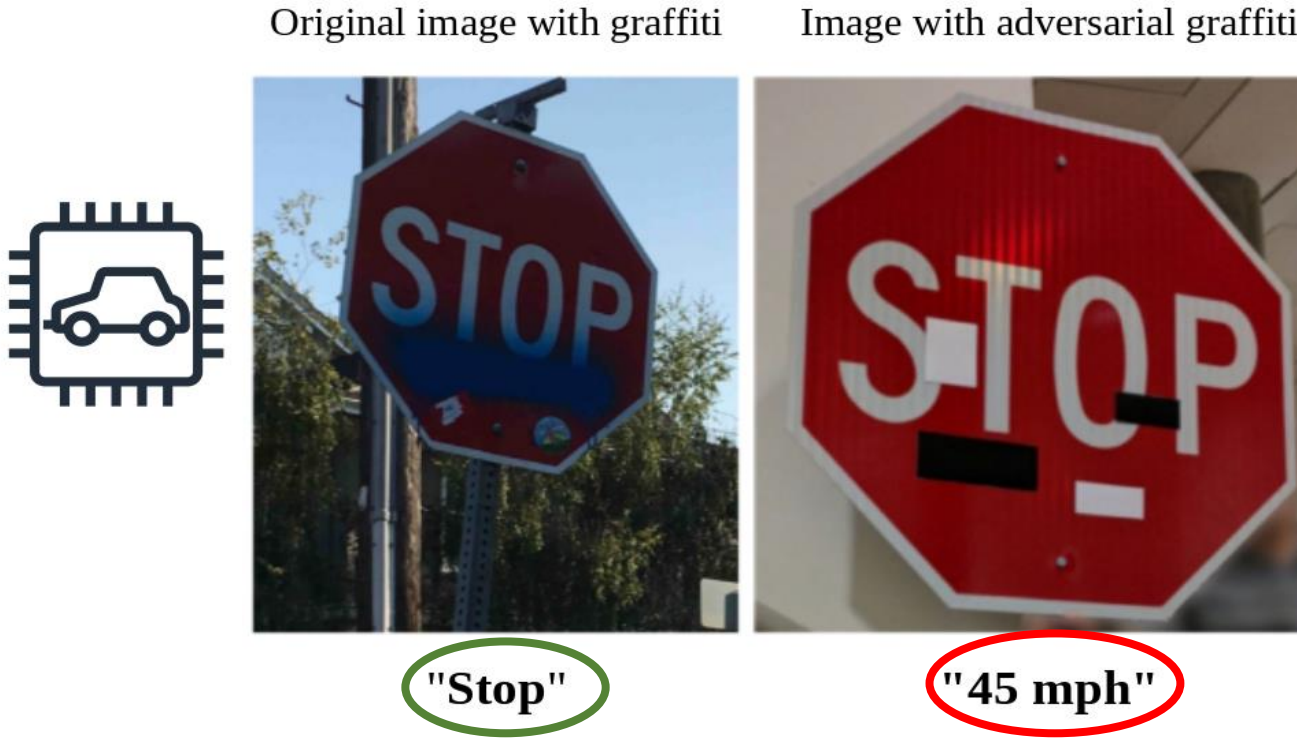 Original image with graffiti
Image with adversarial graffiti
STOP
STOP
"Stop"
"45 mph"